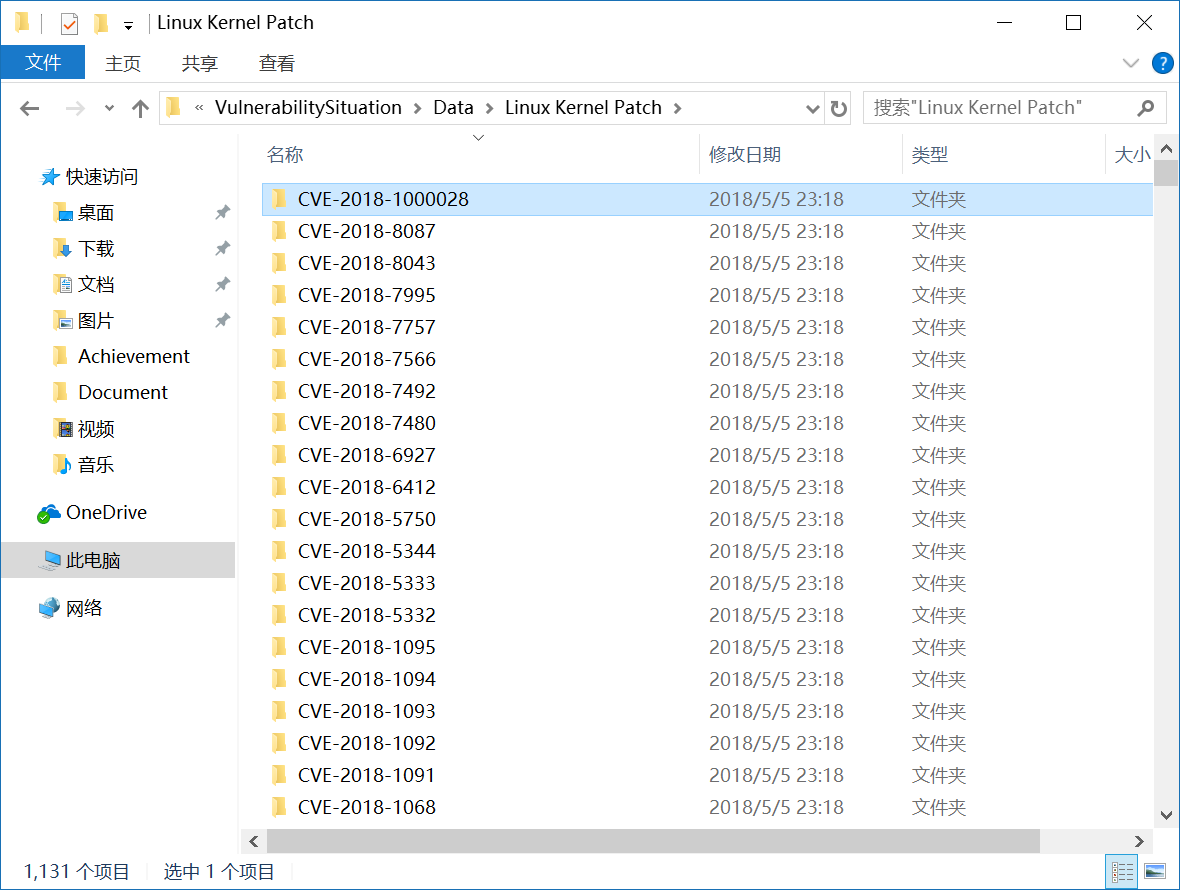 Linux Kernel Patch
文件 主页 共享 查看
« VulnerabilitySituation > Data > Linux Kernel Patch > 搜索"Linux Kernel Patch"
名称 修改日期 类型 大小
快速访问
桌面
下载
文档
图片
Achievement
Document
视频
音乐
OneDrive
此电脑
网络
CVE-2018-1000028 2018/5/5 23:18 文件夹
CVE-2018-8087 2018/5/5 23:18 文件夹
CVE-2018-8043 2018/5/5 23:18 文件夹
CVE-2018-7995 2018/5/5 23:18 文件夹
CVE-2018-7757 2018/5/5 23:18 文件夹
CVE-2018-7566 2018/5/5 23:18 文件夹
CVE-2018-7492 2018/5/5 23:18 文件夹
CVE-2018-7480 2018/5/5 23:18 文件夹
CVE-2018-6927 2018/5/5 23:18 文件夹
CVE-2018-6412 2018/5/5 23:18 文件夹
CVE-2018-5750 2018/5/5 23:18 文件夹
CVE-2018-5344 2018/5/5 23:18 文件夹
CVE-2018-5333 2018/5/5 23:18 文件夹
CVE-2018-5332 2018/5/5 23:18 文件夹
CVE-2018-1095 2018/5/5 23:18 文件夹
CVE-2018-1094 2018/5/5 23:18 文件夹
CVE-2018-1093 2018/5/5 23:18 文件夹
CVE-2018-1092 2018/5/5 23:18 文件夹
CVE-2018-1091 2018/5/5 23:18 文件夹
CVE-2018-1068 2018/5/5 23:18 文件夹
1,131 个项目 选中 1 个项目